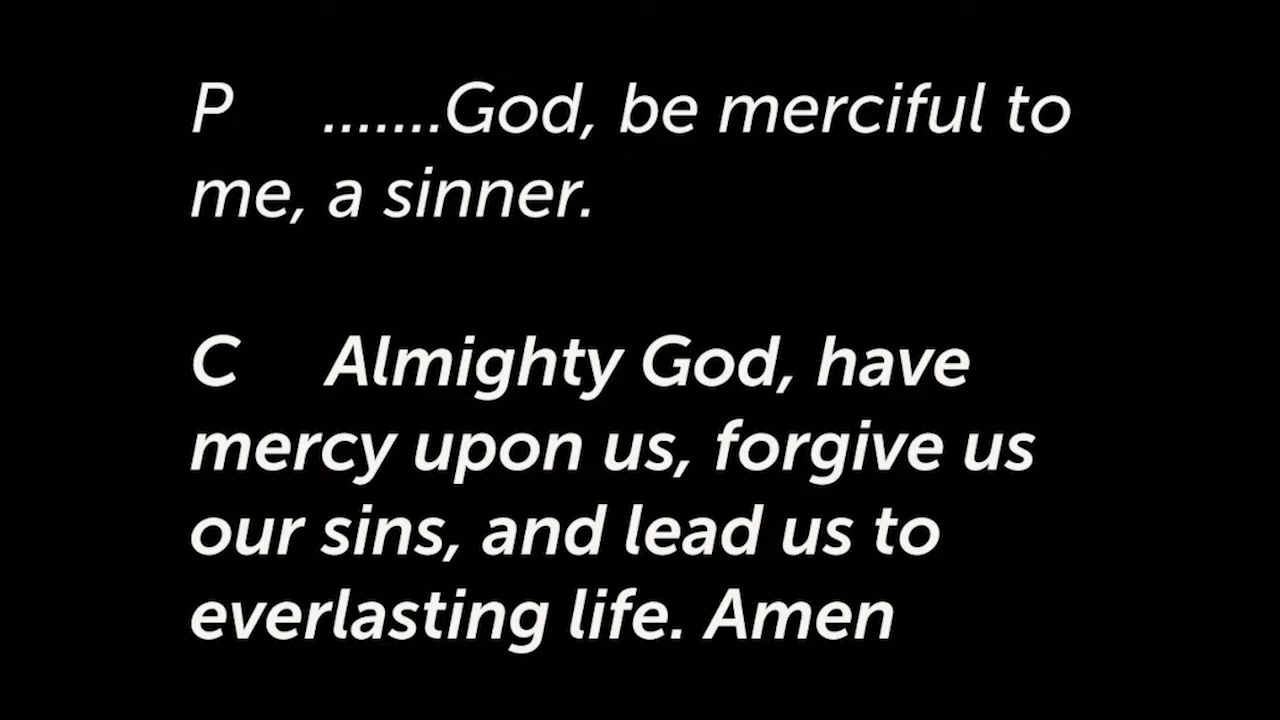 P .......God, be merciful to
me, a sinner.
C Almighty God, have
mercy upon us, forgive us
our sins, and lead us to
everlasting life. Amen